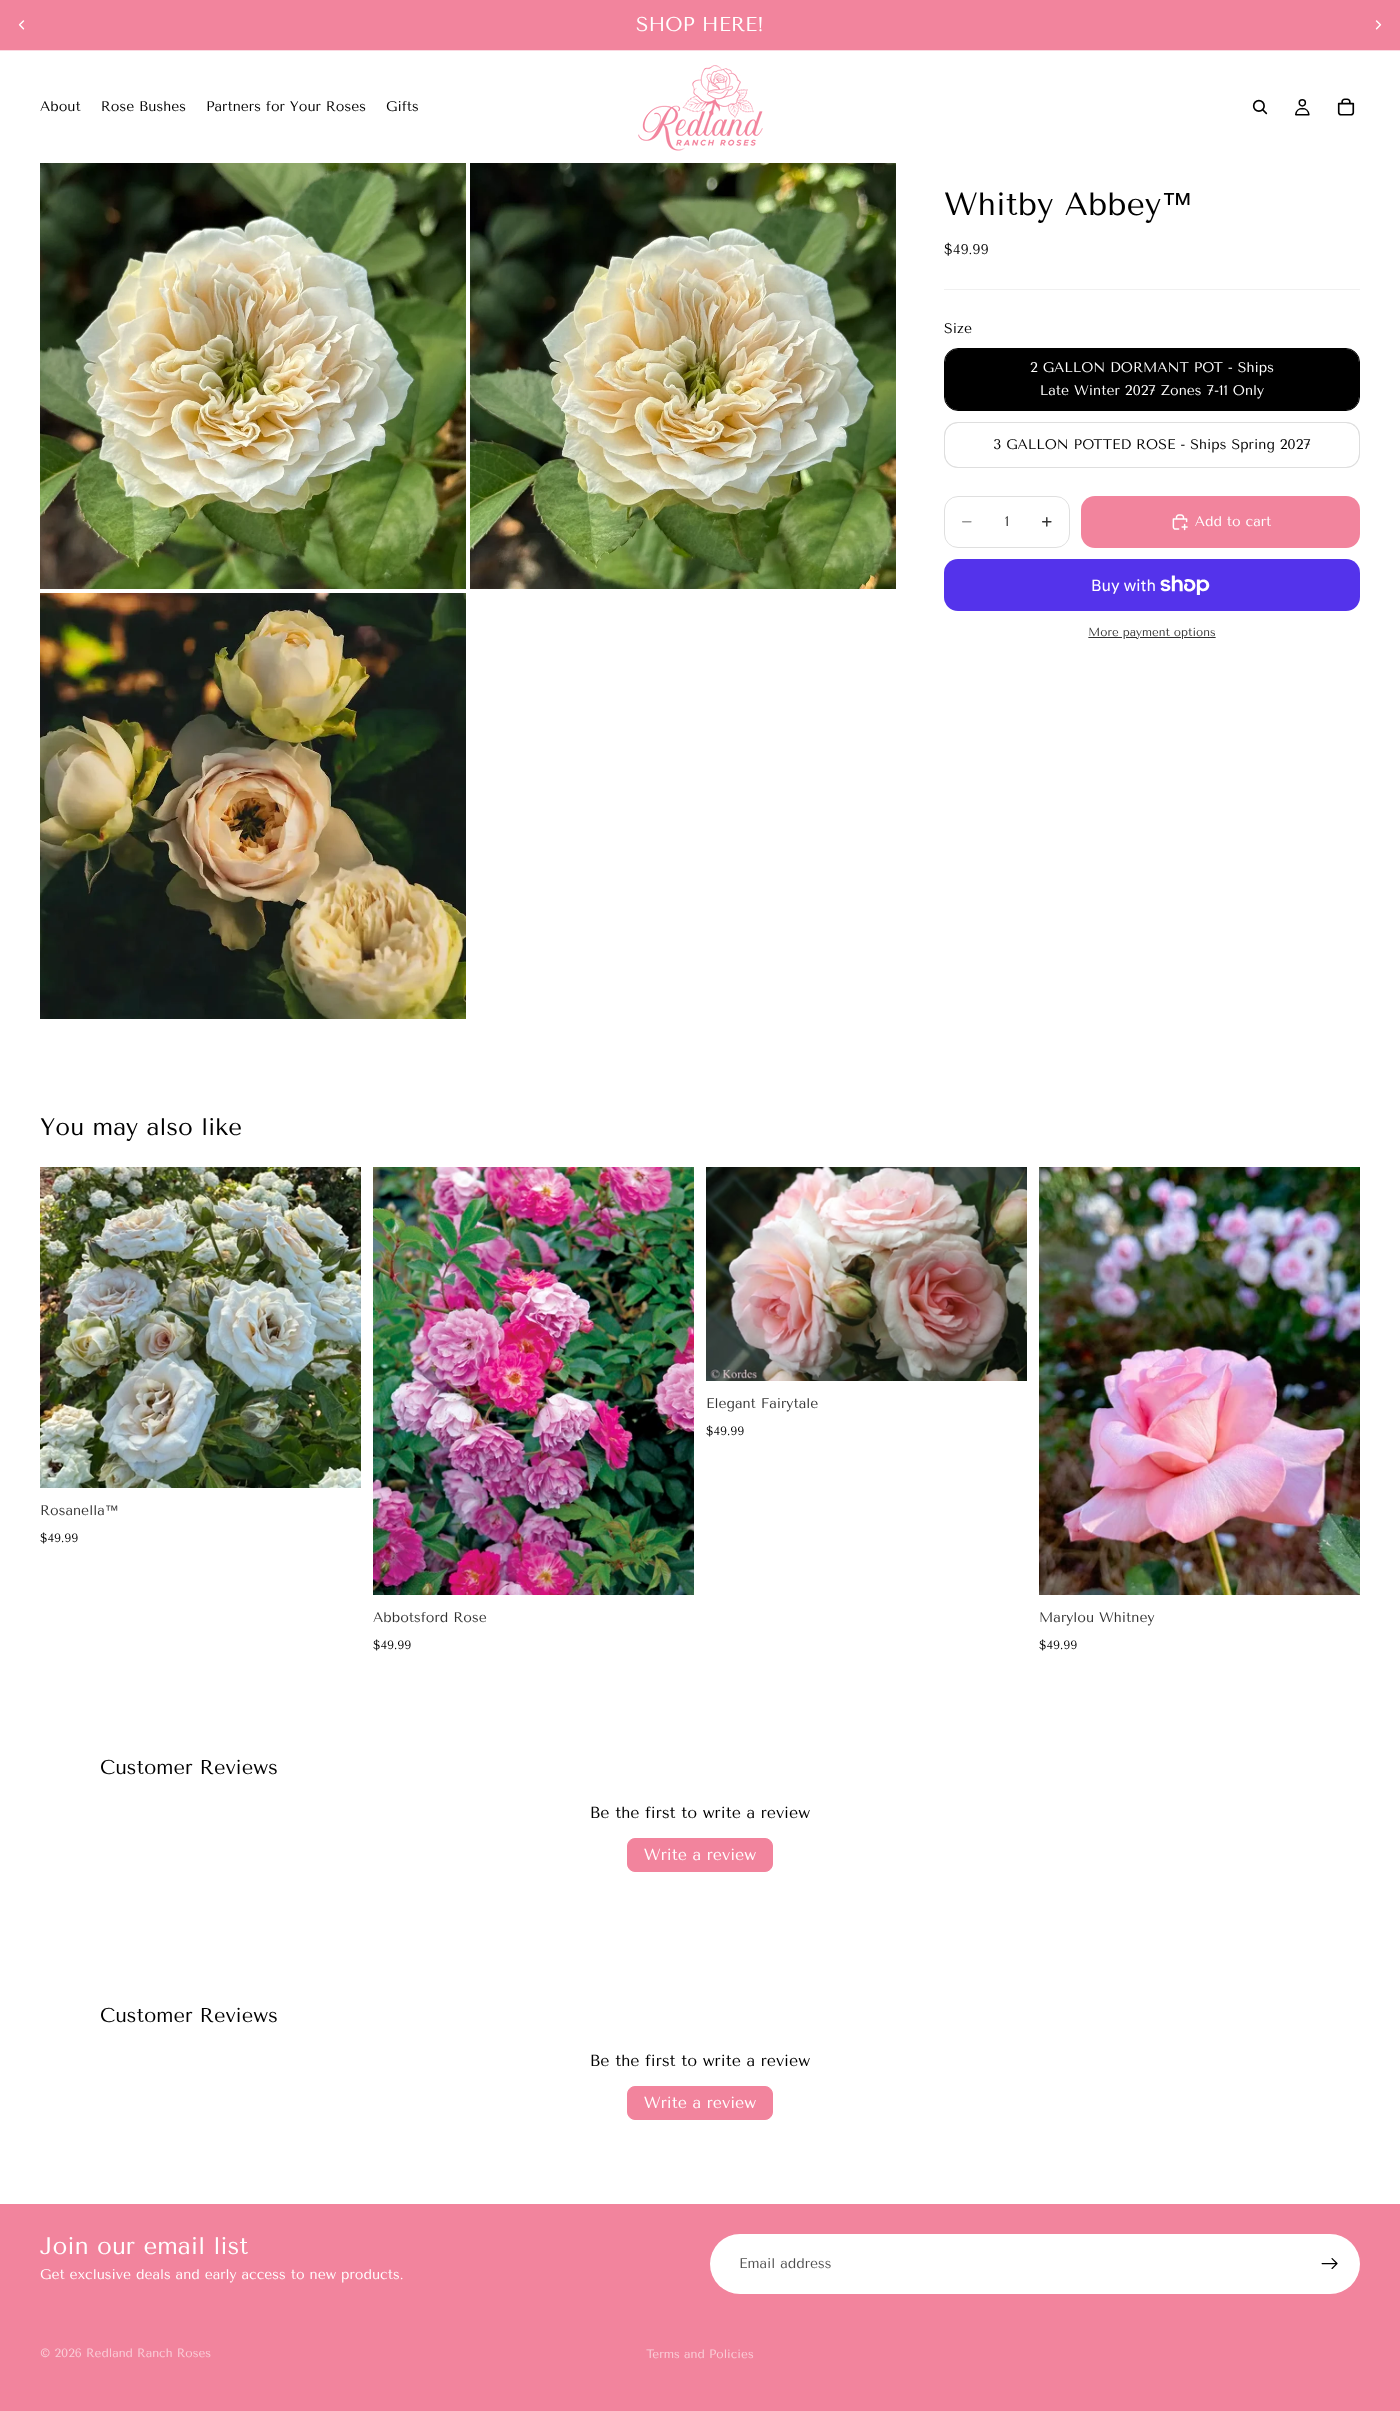 SHOP HERE!
About
Rose Bushes
Partners for Your Roses
Gifts
Redland
RANCH ROSES
Whitby Abbey™
$49.99
Size
2 GALLON DORMANT POT - Ships
Late Winter 2027 Zones 7-11 Only
3 GALLON POTTED ROSE - Ships Spring 2027
1
Add to cart
Buy with shop
More payment options
You may also like
© Kordes
Rosanella™
$49.99
Abbotsford Rose
$49.99
Elegant Fairytale
$49.99
Marylou Whitney
$49.99
Customer Reviews
Be the first to write a review
Write a review
Customer Reviews
Be the first to write a review
Write a review
Join our email list
Get exclusive deals and early access to new products.
Email address
© 2026 Redland Ranch Roses
Terms and Policies